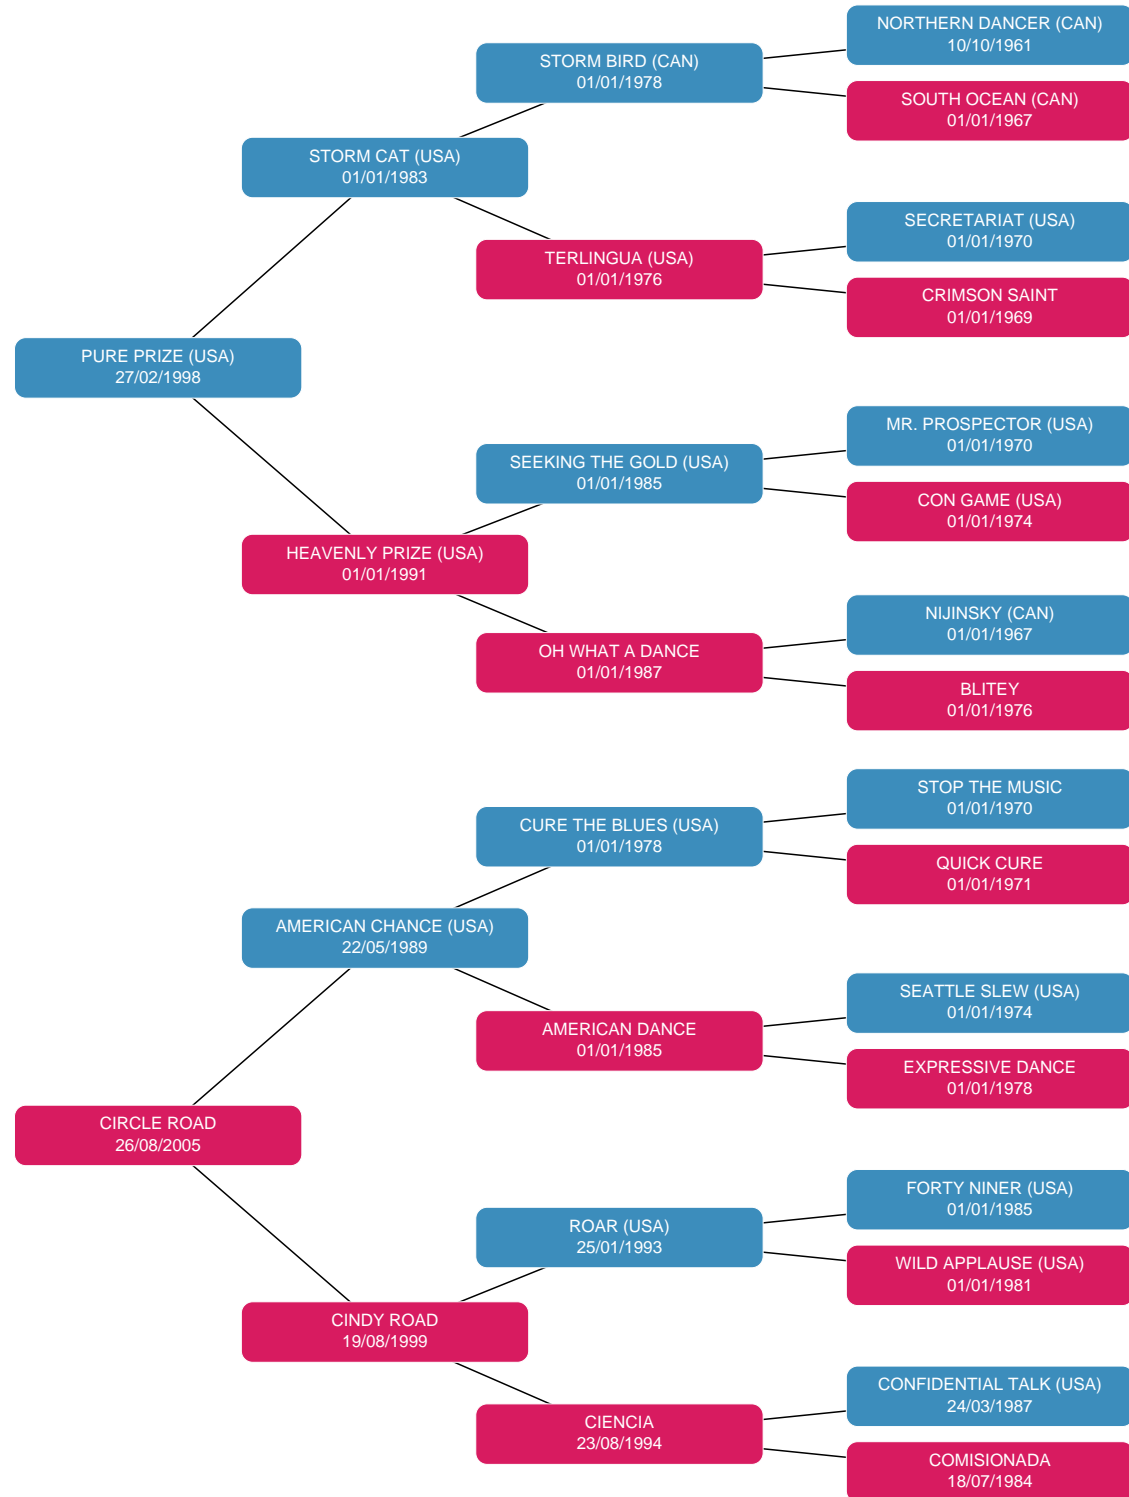 NORTHERN DANCER (CAN)
10/10/1961
STORM BIRD (CAN)
01/01/1978
SOUTH OCEAN (CAN)
01/01/1967
STORM CAT (USA)
01/01/1983
SECRETARIAT (USA)
01/01/1970
TERLINGUA (USA)
01/01/1976
CRIMSON SAINT
01/01/1969
PURE PRIZE (USA)
27/02/1998
MR. PROSPECTOR (USA)
01/01/1970
SEEKING THE GOLD (USA)
01/01/1985
CON GAME (USA)
01/01/1974
HEAVENLY PRIZE (USA)
01/01/1991
NIJINSKY (CAN)
01/01/1967
OH WHAT A DANCE
01/01/1987
BLITEY
01/01/1976
STOP THE MUSIC
01/01/1970
CURE THE BLUES (USA)
01/01/1978
QUICK CURE
01/01/1971
AMERICAN CHANCE (USA)
22/05/1989
SEATTLE SLEW (USA)
01/01/1974
AMERICAN DANCE
01/01/1985
EXPRESSIVE DANCE
01/01/1978
CIRCLE ROAD
26/08/2005
FORTY NINER (USA)
01/01/1985
ROAR (USA)
25/01/1993
WILD APPLAUSE (USA)
01/01/1981
CINDY ROAD
19/08/1999
CONFIDENTIAL TALK (USA)
24/03/1987
CIENCIA
23/08/1994
COMISIONADA
18/07/1984